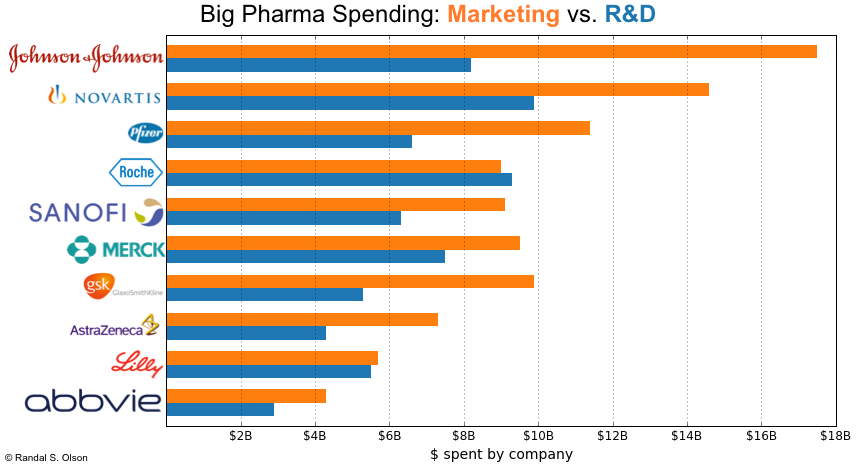 Big Pharma Spending: Marketing vs. R&D
Johnson & Johnson
NOVARTIS
Pfizer
Roche
SANOFI
MERCK
gsk
GlaxoSmithKline
AstraZeneca
Lilly
abbvie
$2B $4B $6B $8B $10B $12B $14B $16B $18B
$ spent by company
© Randal S. Olson